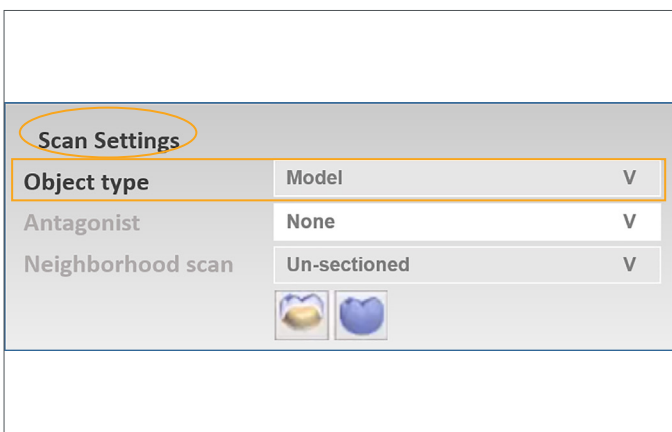 Scan Settings
Object type Model V
Antagonist None V
Neighborhood scan Un-sectioned V